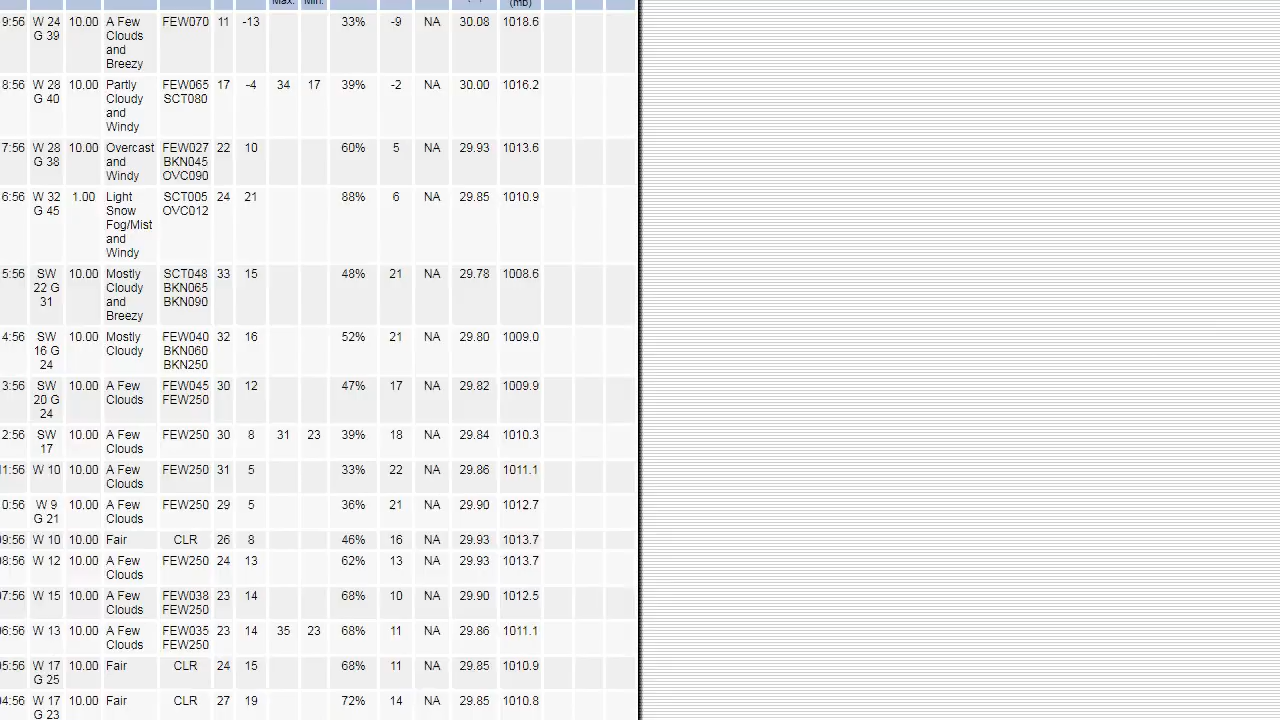 Max. Min. (mb)
9:56 W 24 10.00 A Few FEW070 11 -13 33% -9 NA 30.08 1018.6
G 39 Clouds
and
Breezy
8:56 W 28 10.00 Partly FEW066 17 -4 34 17 39% -2 NA 30.00 1016.2
G 40 Cloudy SCT080
and
Windy
7:56 W 28 10.00 Overcast FEW027 22 10 60% 5 NA 29.93 1013.6
G 38 and BKN045
Windy OVC090
6:56 W 32 1.00 Light 24 21 88% 6 NA 29.85 1010.9
G 45 Snow OVC012
Fog/Mist
and
Windy
5:56 SW 10.00 Mostly SCT049 33 15 48% 21 NA 29.78 1008.6
22 G Cloudy BKN065
31 and BKN090
Breezy
4:56 SW 10.00 Mostly FEW040 32 16 52% 21 NA 29.80 1009.0
16 G Cloudy BKN060
24 BKN250
3:56 SW 10.00 A Few FEW045 30 12 47% 17 NA 29.82 1009.9
20 G Clouds FEW250
24
2:56 SW 10.00 A Few FEW250 30 8 31 23 39% 18 NA 29.84 1010.3
17 Clouds
1:56 W 10 10.00 A Few FEW250 31 5 33% 22 NA 29.86 1011.1
Clouds
0:56 W 9 10.00 A Few FEW250 29 5 36% 21 NA 29.90 1012.7
G 21 Clouds
09:56 W 10 10.00 Fair CLR 26 8 46% 16 NA 29.93 1013.7
08:56 W 12 10.00 A Few FEW250 24 13 62% 13 NA 29.93 1013.7
Clouds
07:56 W 15 10.00 A Few FEW038 23 14 68% 10 NA 29.90 1012.5
Clouds FEW250
06:56 W 13 10.00 A Few FEW035 23 14 35 23 68% 11 NA 29.86 1011.1
Clouds FEW250
05:56 W 17 10.00 Fair CLR 24 15 68% 11 NA 29.85 1010.9
G 25
04:56 W 17 10.00 Fair CLR 27 19 72% 14 NA 29.85 1010.8
G 23